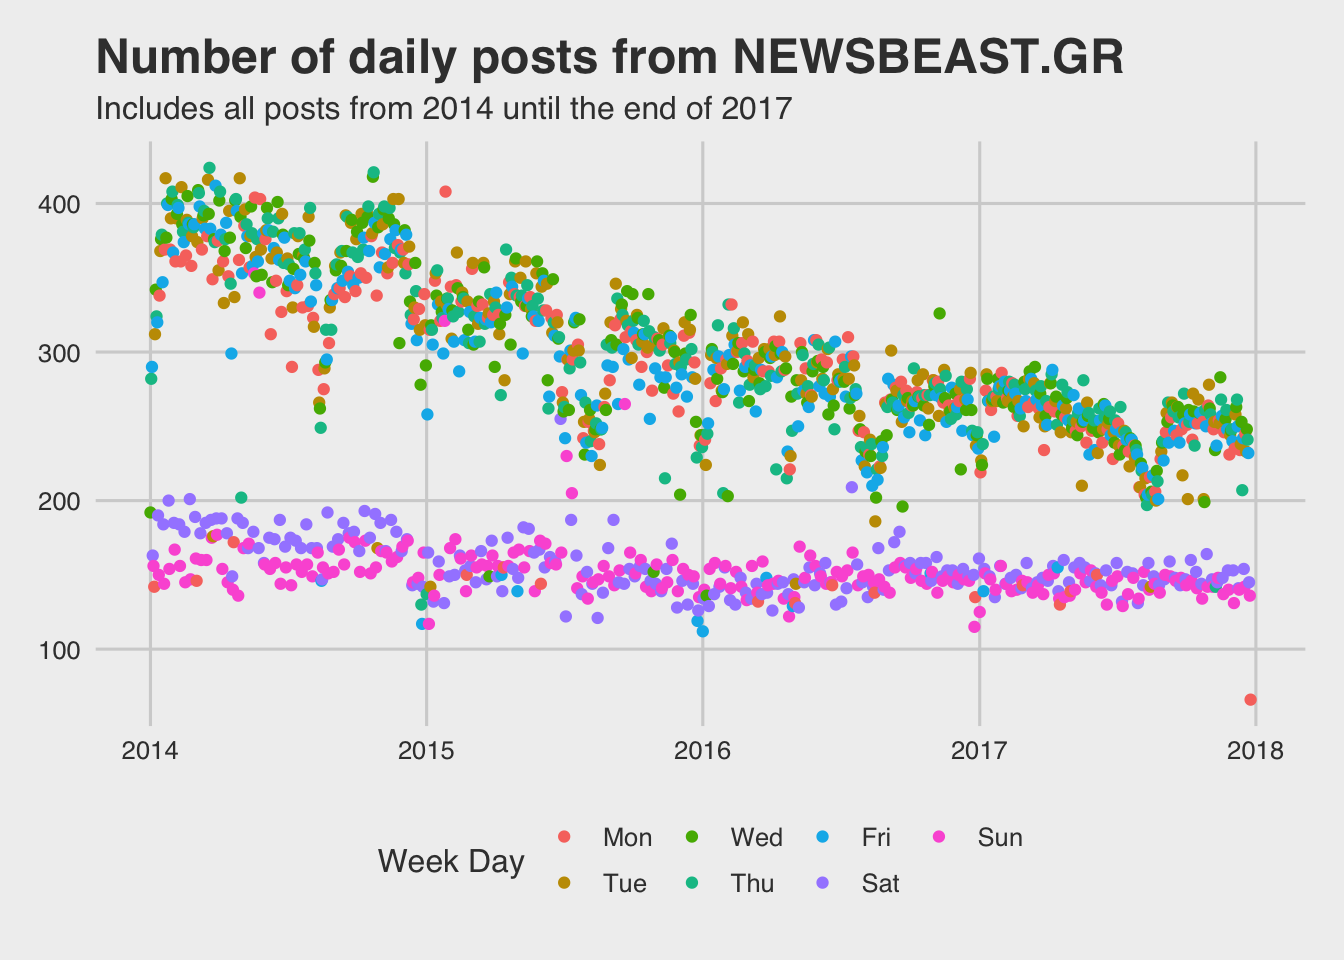 Number of daily posts from NEWSBEAST.GR
Includes all posts from 2014 until the end of 2017
400
300
200
100
2014 2015 2016 2017 2018
Week Day
Mon Wed Fri Sun
Tue Thu Sat